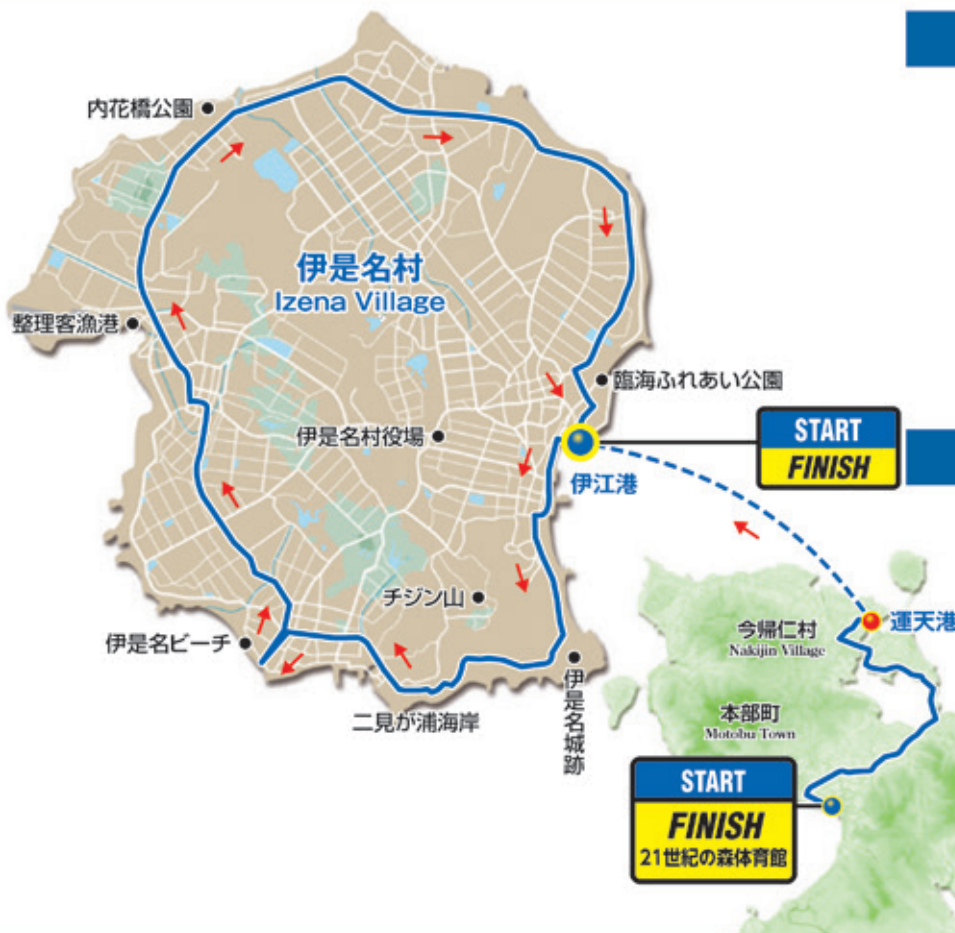 内花橋公園
伊是名村
Izena Village
整理客漁港
臨海ふれあい公園
伊是名村役場
START
FINISH
伊江港
チジン山
伊是名ビーチ
二見が浦海岸
伊是名城跡
運天港
今帰仁村
Nakijin Village
本部町
Motobu Town
START
FINISH
21世紀の森体育館